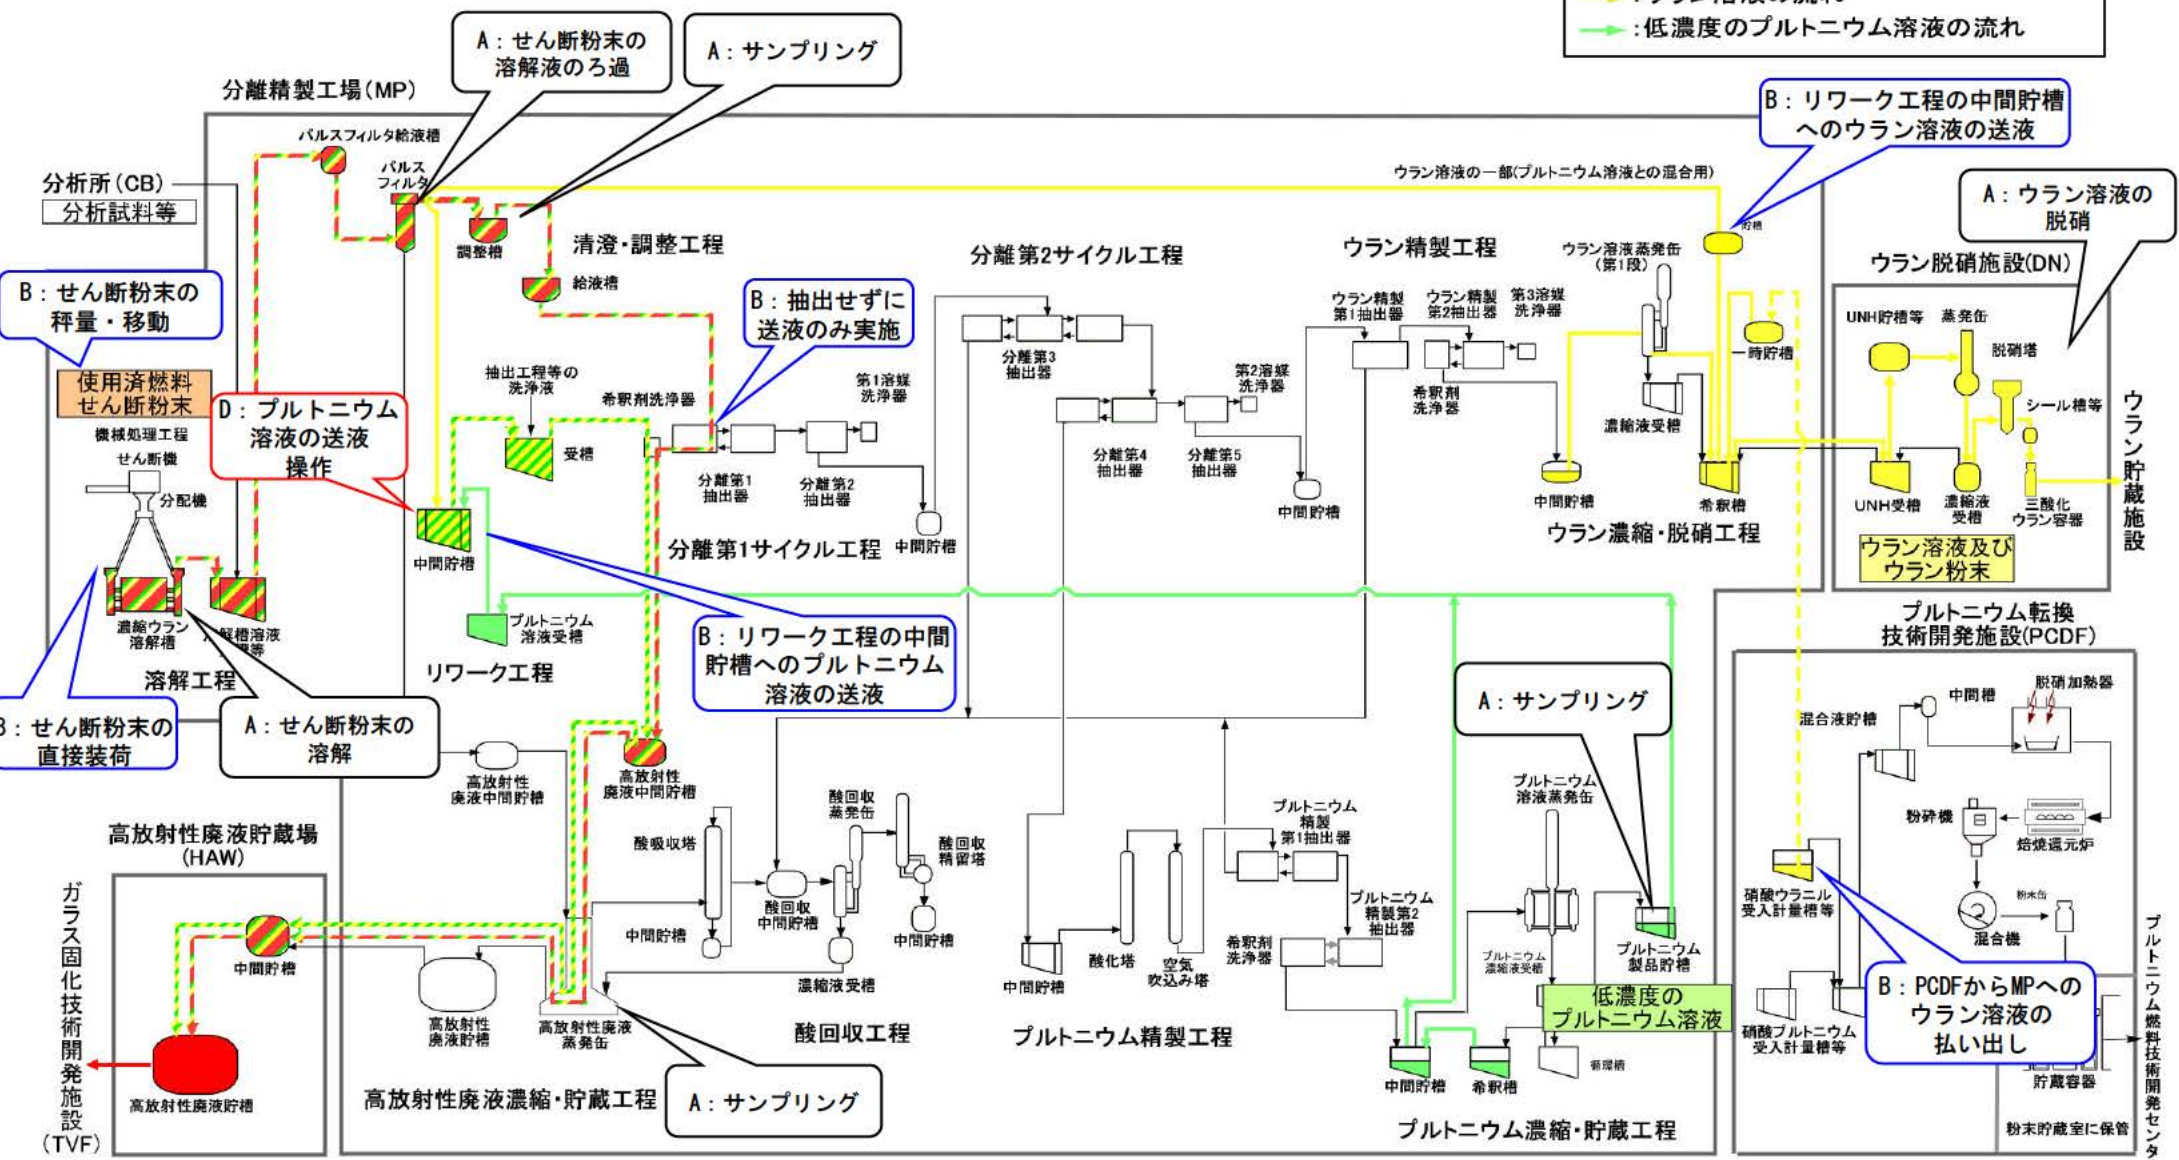 :低濃度のプルトニウム溶液の流れ
A:せん断粉末の
溶解液のろ過
A:サンプリング
分離精製工場(MP)
B:リワーク工程の中間貯槽
へのウラン溶液の送液
パルスフィルタ給液槽
パルス
フィルタ
ウラン溶液の一部(プルトニウム溶液との混合用)
分析所(CB)
分析試料等
A:ウラン溶液の
脱硝
貯槽
調整槽
清澄・調整工程
分離第2サイクル工程
ウラン精製工程
ウラン溶液蒸発缶
(第1段)
ウラン脱硝施設(DN)
B:せん断粉末の
秤量・移動
給液槽
B:抽出せずに
送液のみ実施
ウラン精製
第1抽出器
ウラン精製
第2抽出器
第3溶媒
洗浄器
UNH貯槽等
蒸発缶
脱硝塔
一時貯槽
分離第3
抽出器
使用済燃料
せん断粉末
抽出工程等の
洗浄液
希釈剤洗浄器
第1溶媒
洗浄器
第2溶媒
洗浄器
希釈剤
洗浄器
シール槽等
ウラン貯蔵施設
D:プルトニウム
溶液の送液
操作
機械処理工程
せん断機
受槽
濃縮液受槽
分配機
分離第1
抽出器
分離第2
抽出器
分離第4
抽出器
分離第5
抽出器
中間貯槽
中間貯槽
希釈槽
UNH受槽
濃縮液
受槽
三酸化
ウラン容器
中間貯槽
分離第1サイクル工程
中間貯槽
ウラン濃縮・脱硝工程
ウラン溶液及び
ウラン粉末
濃縮ウラン
溶解槽
プルトニウム
溶液受槽
プルトニウム転換
技術開発施設(PCDF)
B:リワーク工程の中間
貯槽へのプルトニウム
溶液の送液
溶解工程
リワーク工程
A:サンプリング
中間槽
脱硝加熱器
混合液貯槽
B:せん断粉末の
直接装荷
A:せん断粉末の
溶解
高放射性
廃液中間貯槽
高放射性
廃液中間貯槽
プルトニウム
溶液蒸発缶
酸回収
蒸発缶
プルトニウム
精製
第1抽出器
粉砕機
焙焼還元炉
高放射性廃液貯蔵場
(HAW)
酸吸収塔
酸回収
精留塔
ガラス固化技術開発施設
(TVF)
酸回収
中間貯槽
プルトニウム
精製第2
抽出器
硝酸ウラニル
受入計量槽等
粉末缶
混合機
中間貯槽
中間貯槽
希釈剤
洗浄器
プルトニウム
製品貯槽
プルトニウム
濃縮液受槽
プルトニウム燃料技術開発センタ
中間貯槽
酸化塔
空気
吹込み塔
中間貯槽
濃縮液受槽
低濃度の
プルトニウム溶液
B:PCDFからMPへの
ウラン溶液の
払い出し
高放射性
廃液貯槽
高放射性廃液
蒸発缶
酸回収工程
プルトニウム精製工程
硝酸プルトニウム
受入計量槽等
循環槽
中間貯槽
希釈槽
貯蔵容器
高放射性廃液貯槽
高放射性廃液濃縮・貯蔵工程
A:サンプリング
プルトニウム濃縮・貯蔵工程
粉末貯蔵室に保管